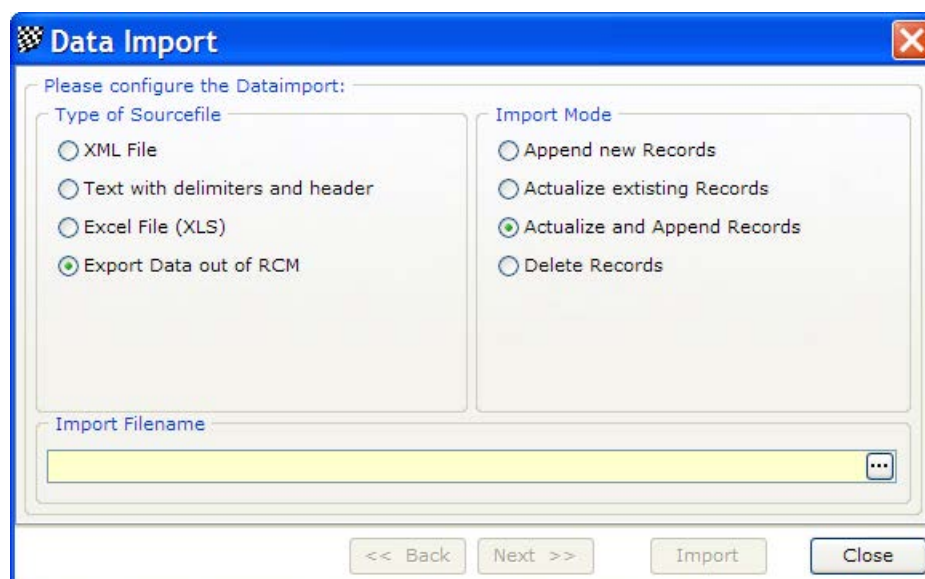 Data Import
Please configure the Dataimport:
Type of Sourcefile
XML File
Text with delimiters and header
Excel File (XLS)
Export Data out of RCM
Import Mode
Append new Records
Actualize extisting Records
Actualize and Append Records
Delete Records
Import Filename
...
<< Back
Next >>
Import
Close